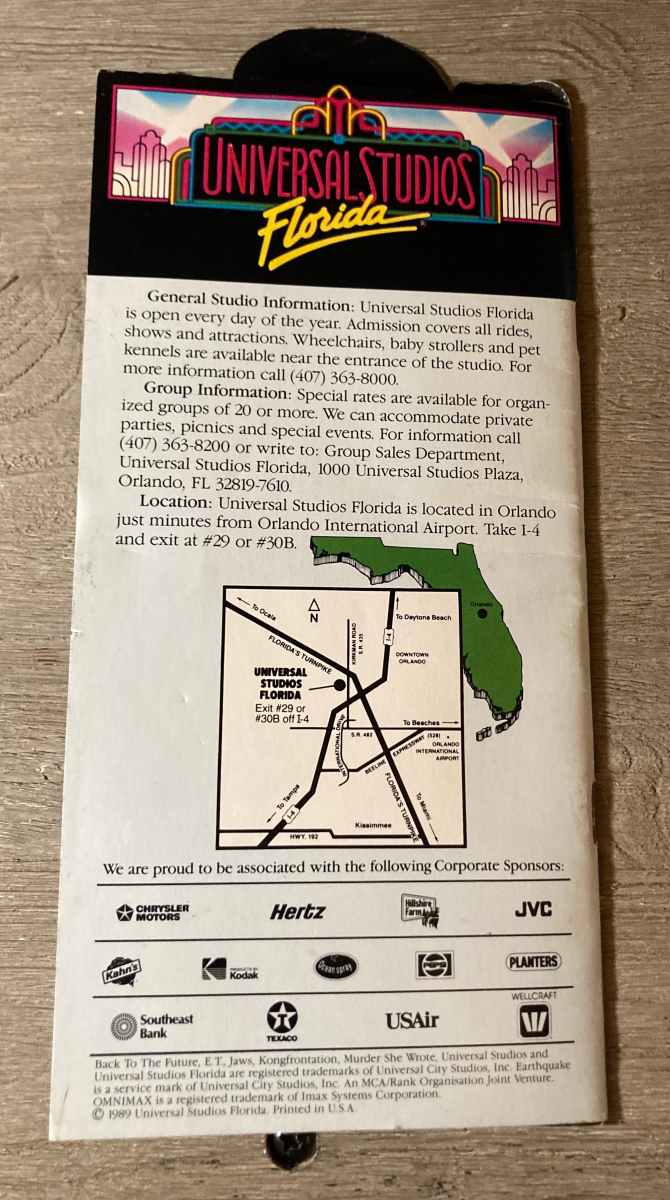 UNIVERSAL STUDIOS
Florida
®
General Studio Information: Universal Studios Florida
is open every day of the year. Admission covers all rides,
shows and attractions. Wheelchairs, baby strollers and pet
kennels are available near the entrance of the studio. For
more information call (407) 363-8000.
Group Information: Special rates are available for organ-
ized groups of 20 or more. We can accommodate private
parties, picnics and special events. For information call
(407) 363-8200 or write to: Group Sales Department,
Universal Studios Florida, 1000 Universal Studios Plaza,
Orlando, FL 32819-7610.
Location: Universal Studios Florida is located in Orlando
just minutes from Orlando International Airport. Take I-4
and exit at #29 or #30B.
Orlando
To Ocala
N
To Daytona Beach
FLORIDA'S TURNPIKE
KIRKMAN ROAD
S.R. 435
I-4
DOWNTOWN
ORLANDO
UNIVERSAL
STUDIOS
FLORIDA
Exit #29 or
#30B off I-4
To Beaches
INTERNATIONAL DRIVE
S.R. 482
BEELINE EXPRESSWAY (528)
ORLANDO
INTERNATIONAL
AIRPORT
To Tampa
I-4
FLORIDA'S TURNPIKE
To Miami
Kissimmee
HWY. 192
We are proud to be associated with the following Corporate Sponsors:
CHRYSLER
MOTORS
Hertz
Hillshire
Farm
JVC
Kahn's
PRODUCTS BY
Kodak
Ocean spray
PEPSI
PLANTERS
Southeast
Bank
T
TEXACO
USAir
WELLCRAFT
W
Back To The Future, E.T., Jaws, Kongfrontation, Murder She Wrote, Universal Studios and
Universal Studios Florida are registered trademarks of Universal City Studios, Inc. Earthquake
is a service mark of Universal City Studios, Inc. An MCA/Rank Organisation Joint Venture.
OMNIMAX is a registered trademark of Imax Systems Corporation.
© 1989 Universal Studios Florida. Printed in U.S.A.